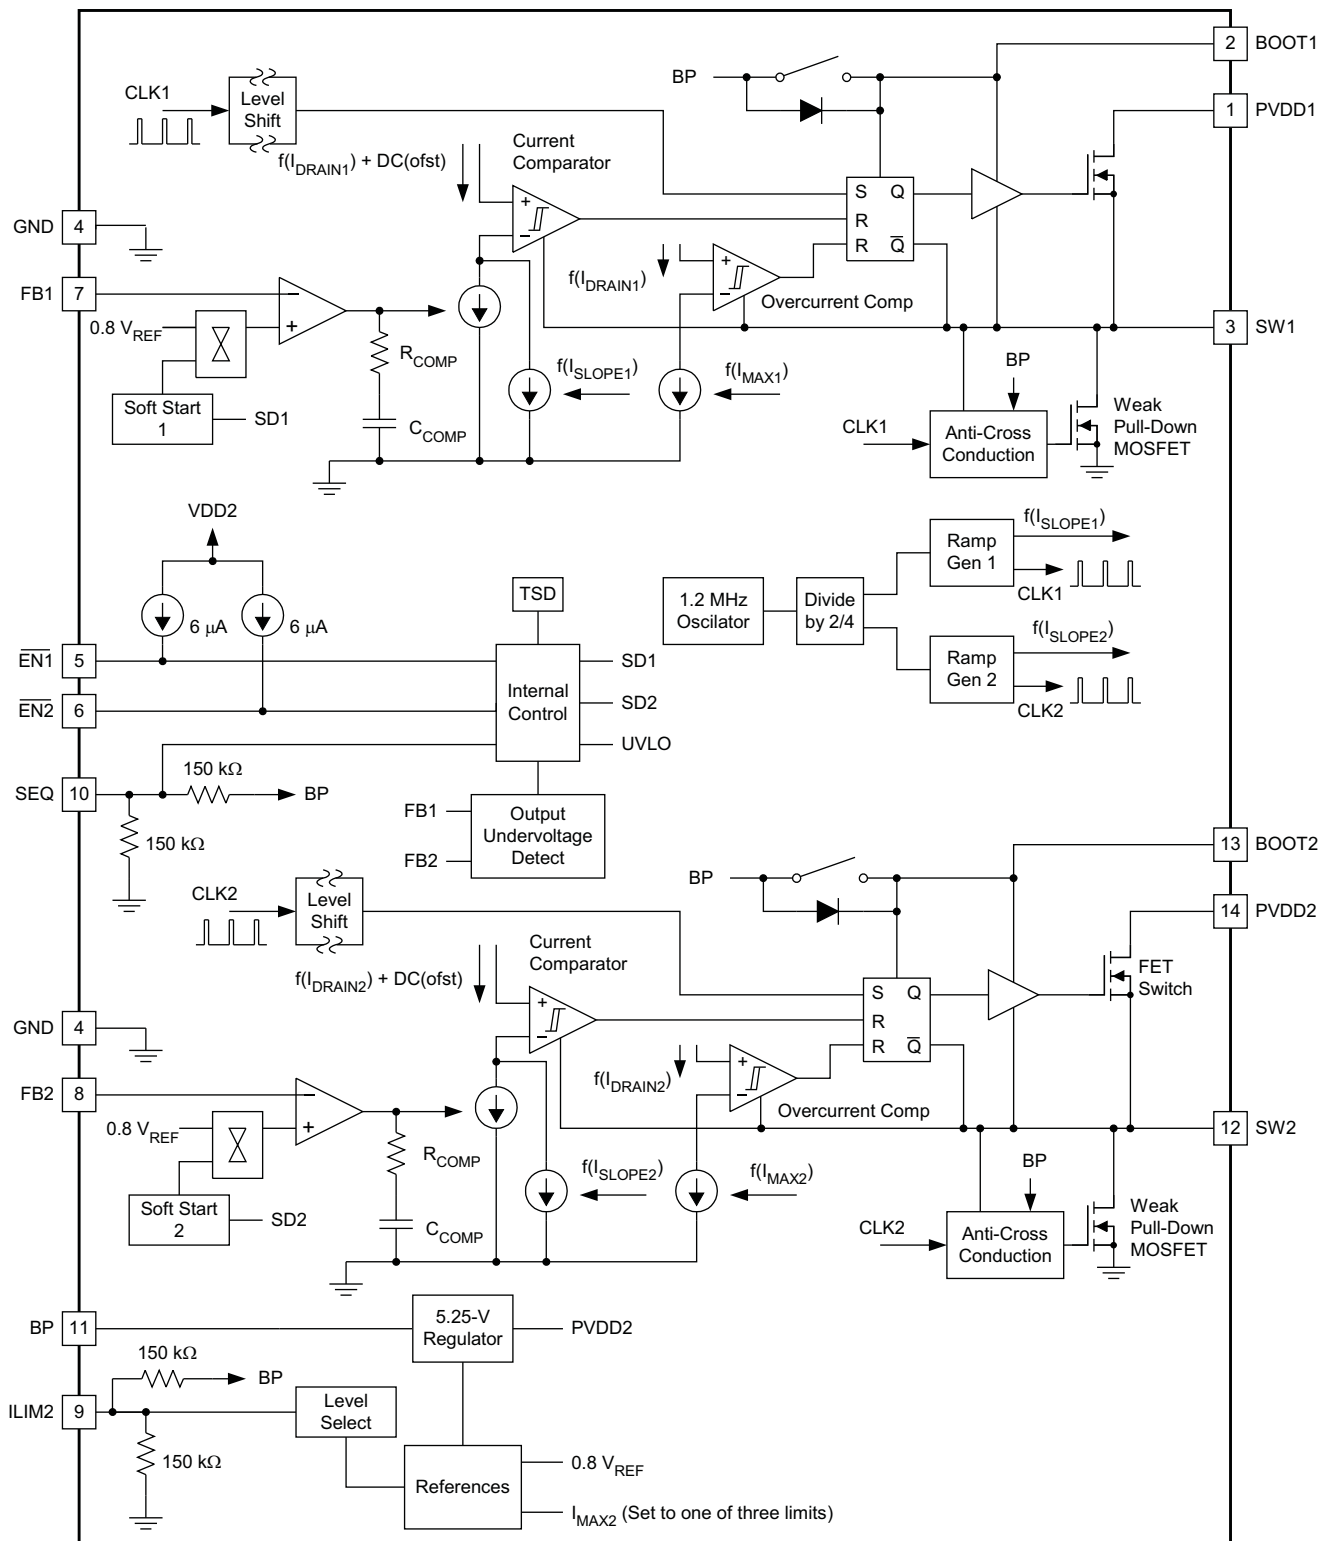 2 BOOT1
BP
CLK1
Level
Shift
1 PVDD1
Current
Comparator
f(IDRAIN1) + DC(ofst)
+
–
S Q
R
R Q̅
GND 4
f(IDRAIN1)
+
–
Overcurrent Comp
FB1 7
–
+
0.8 VREF
3 SW1
RCOMP
f(ISLOPE1)
f(IMAX1)
BP
Soft Start
1
SD1
CCOMP
CLK1
Anti-Cross
Conduction
Weak
Pull-Down
MOSFET
VDD2
f(ISLOPE1)
Ramp
Gen 1
CLK1
TSD
1.2 MHz
Oscilator
Divide
by 2/4
6 μA
6 μA
f(ISLOPE2)
Ramp
Gen 2
CLK2
E̅N̅1̅ 5
SD1
Internal
Control
E̅N̅2̅ 6
SD2
UVLO
150 kΩ
SEQ 10
BP
150 kΩ
FB1
Output
Undervoltage
Detect
FB2
13 BOOT2
BP
CLK2
Level
Shift
14 PVDD2
Current
Comparator
f(IDRAIN2) + DC(ofst)
FET
Switch
+
–
S Q
R
R Q̅
GND 4
f(IDRAIN2)
+
–
Overcurrent Comp
FB2 8
–
+
0.8 VREF
12 SW2
RCOMP
f(ISLOPE2)
f(IMAX2)
BP
Soft Start
2
SD2
CCOMP
CLK2
Anti-Cross
Conduction
Weak
Pull-Down
MOSFET
BP 11
5.25-V
Regulator
PVDD2
150 kΩ
BP
ILIM2 9
Level
Select
150 kΩ
References
0.8 VREF
IMAX2 (Set to one of three limits)